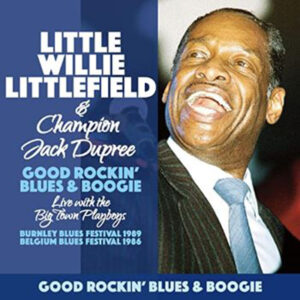 LITTLE
WILLIE
LITTLEFIELD
& Champion
Jack Dupree
GOOD ROCKIN'
BLUES & BOOGIE
Live with the
Big Town Playboys
BURNLEY BLUES FESTIVAL 1989
BELGIUM BLUES FESTIVAL 1986
GOOD ROCKIN' BLUES & BOOGIE